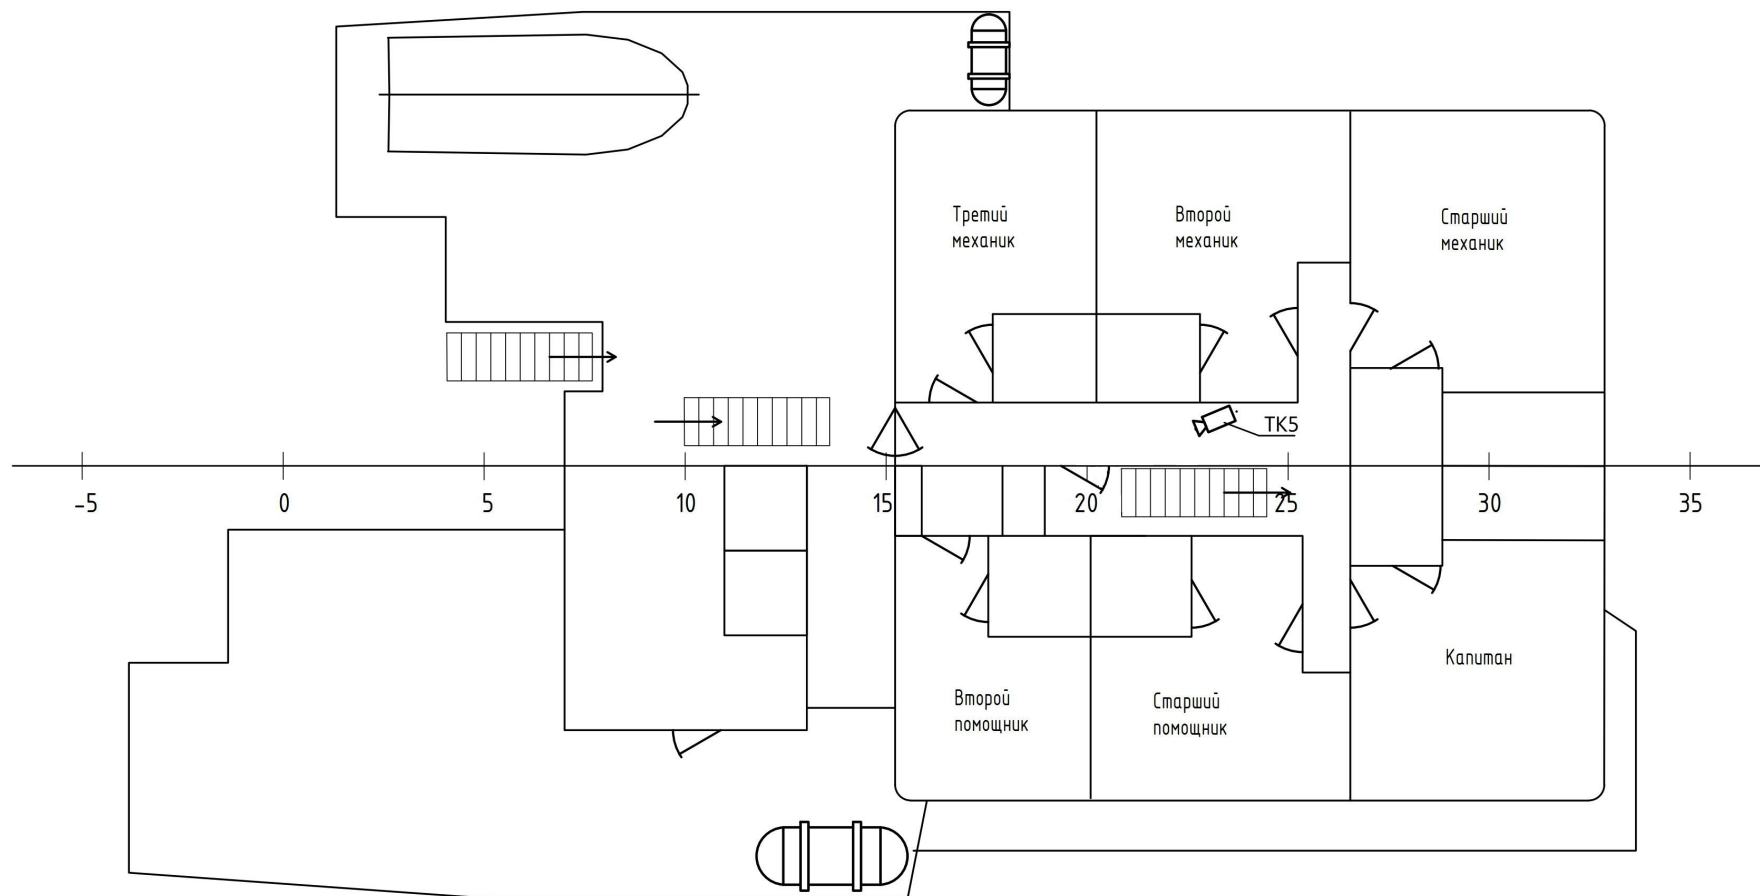 Третий
механик
Второй
механик
Старший
механик
ТК5
-5 0 5 10 15 20 25 30 35
Второй
помощник
Старший
помощник
Капитан